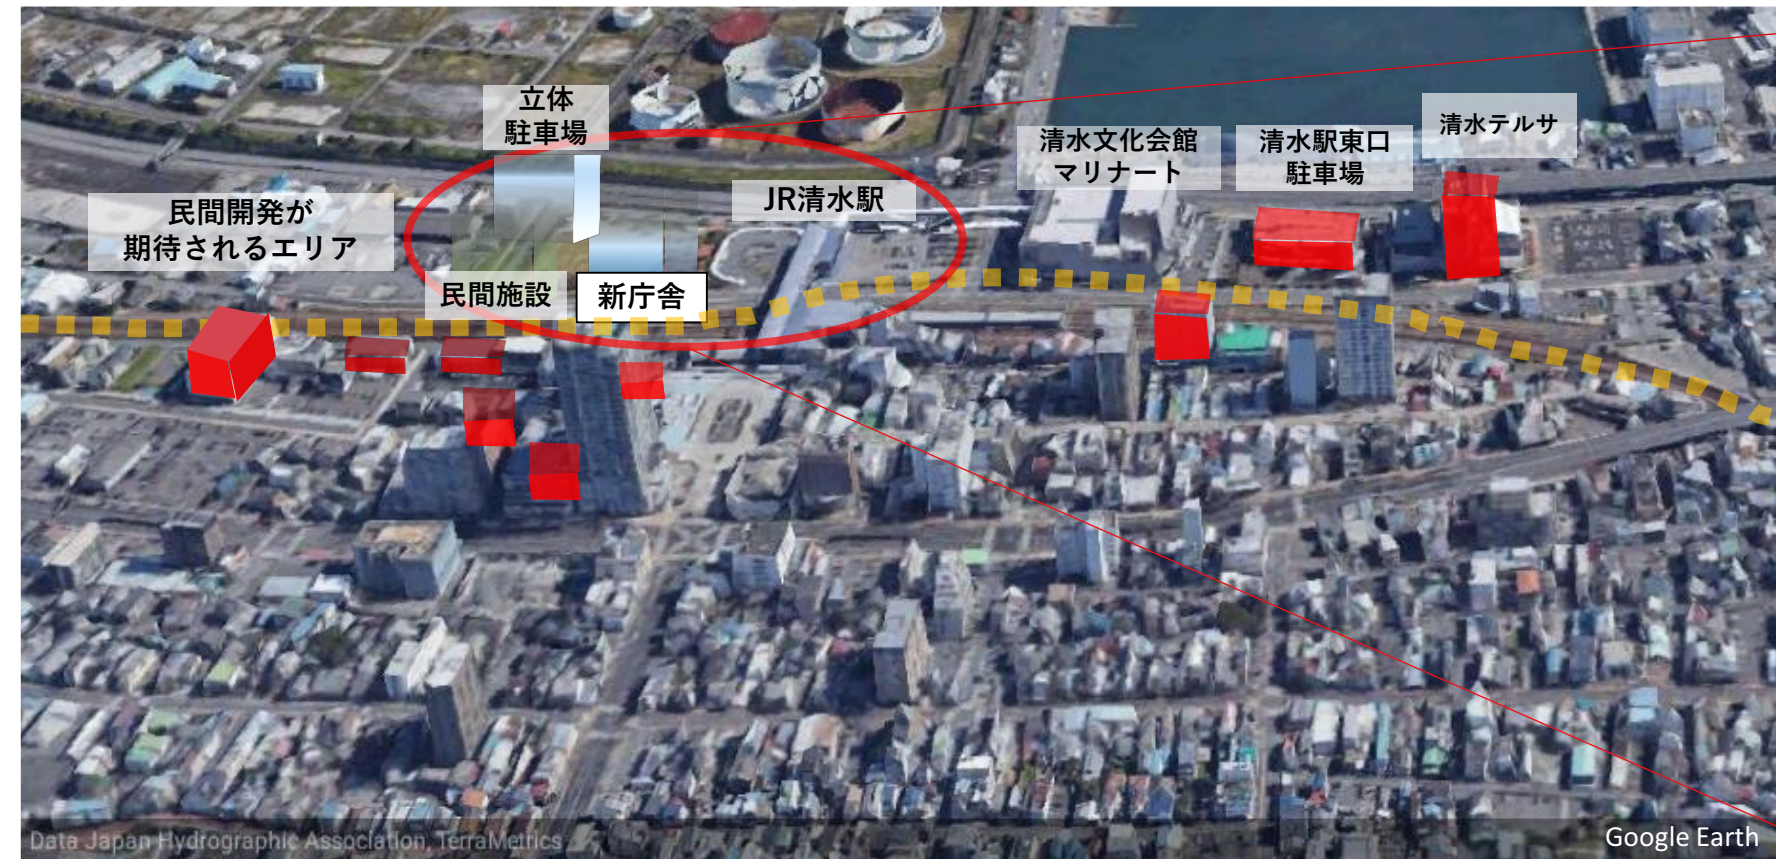 立体
駐車場
清水テルサ
清水文化会館
マリナート
清水駅東口
駐車場
JR清水駅
民間開発が
期待されるエリア
民間施設
新庁舎
Data Japan Hydrographic Association, TerraMetrics
Google Earth